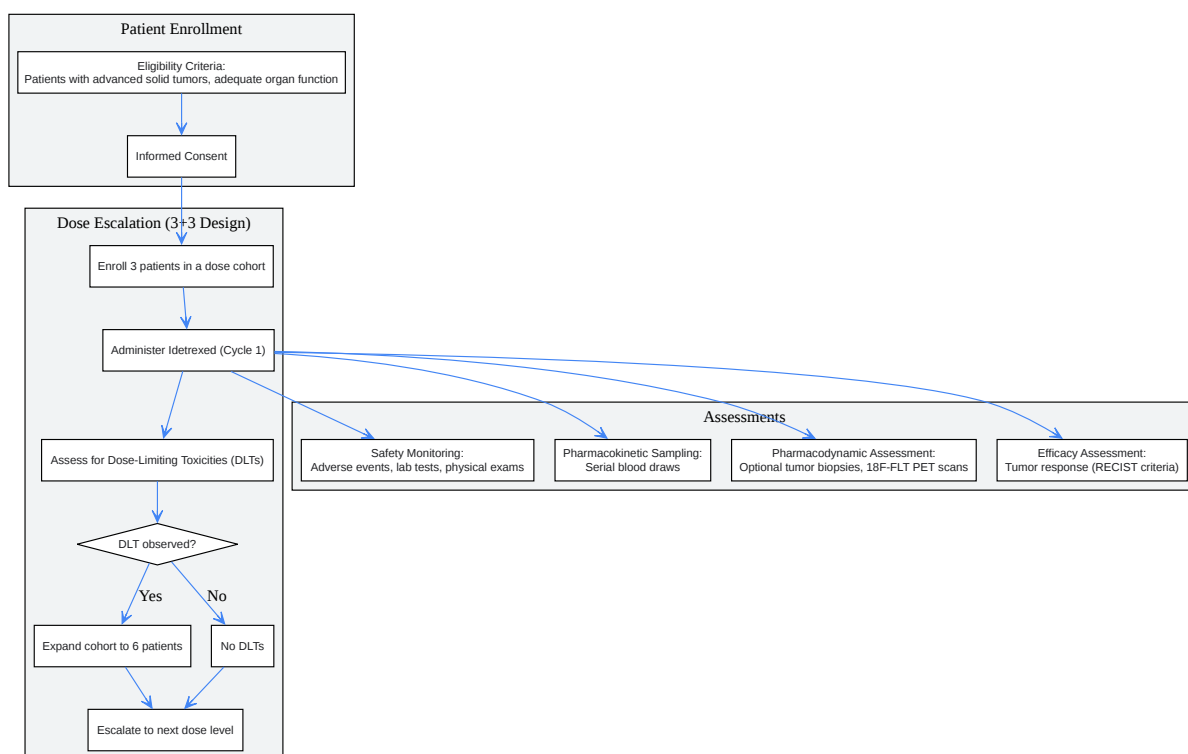 Patient Enrollment
Eligibility Criteria:
Patients with advanced solid tumors, adequate organ function
Informed Consent
Dose Escalation (3+3 Design)
Enroll 3 patients in a dose cohort
Administer Idetrexed (Cycle 1)
Assessments
Assess for Dose-Limiting Toxicities (DLTs)
Safety Monitoring:
Adverse events, lab tests, physical exams
Pharmacokinetic Sampling:
Serial blood draws
Pharmacodynamic Assessment:
Optional tumor biopsies, 18F-FLT PET scans
Efficacy Assessment:
Tumor response (RECIST criteria)
DLT observed?
Yes
No
Expand cohort to 6 patients
No DLTs
Escalate to next dose level